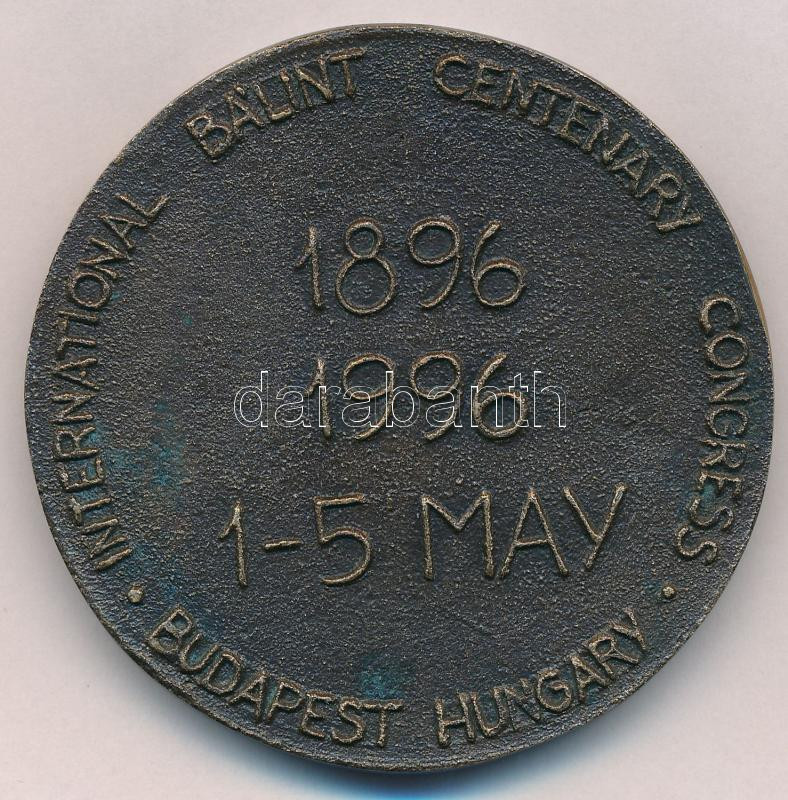 INTERNATIONAL BÁLINT CENTENARY CONGRESS
1896
1996
1-5 MAY
• BUDAPEST HUNGARY •
darabanth